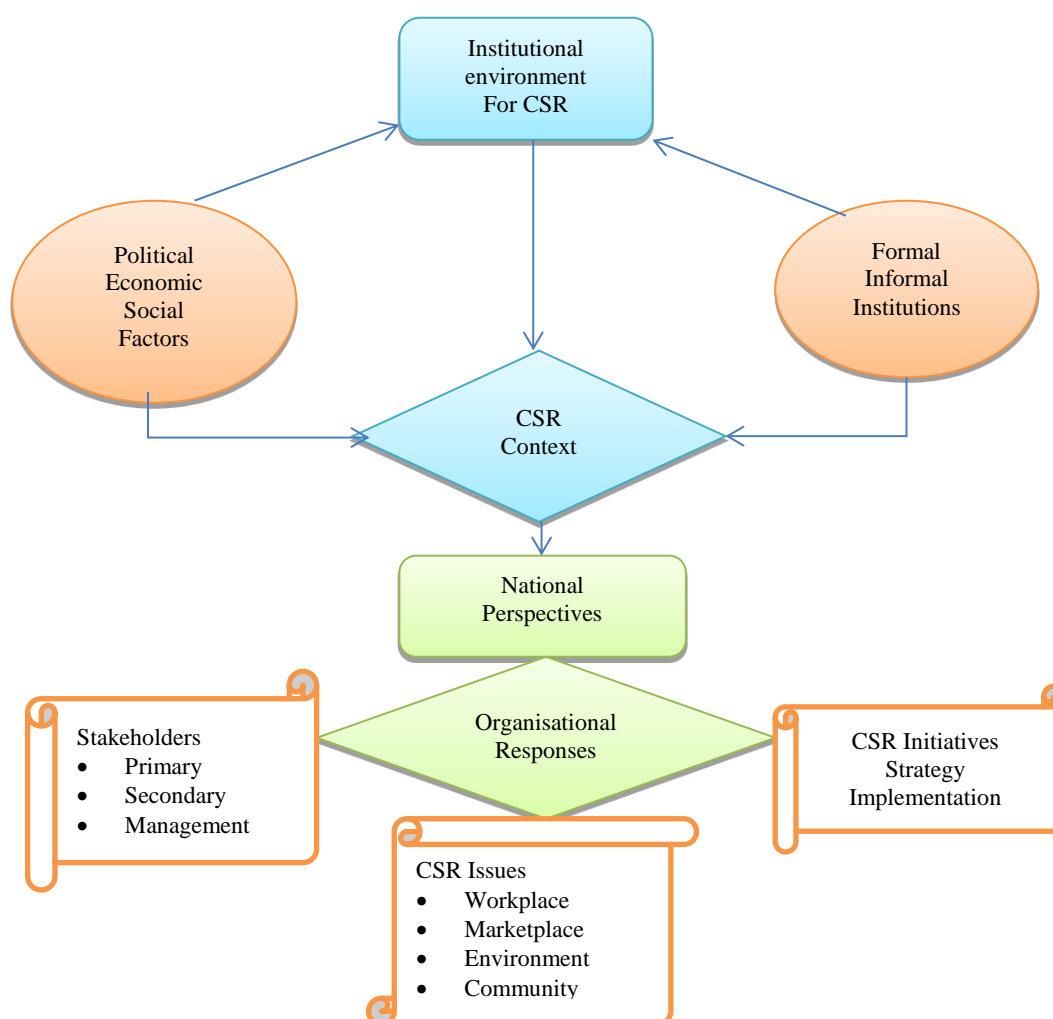 Institutional
environment
For CSR
Political
Economic
Social
Factors
Formal
Informal
Institutions
CSR
Context
National
Perspectives
Organisational
Responses
Stakeholders
• Primary
• Secondary
• Management
CSR Initiatives
Strategy
Implementation
CSR Issues
• Workplace
• Marketplace
• Environment
• Community